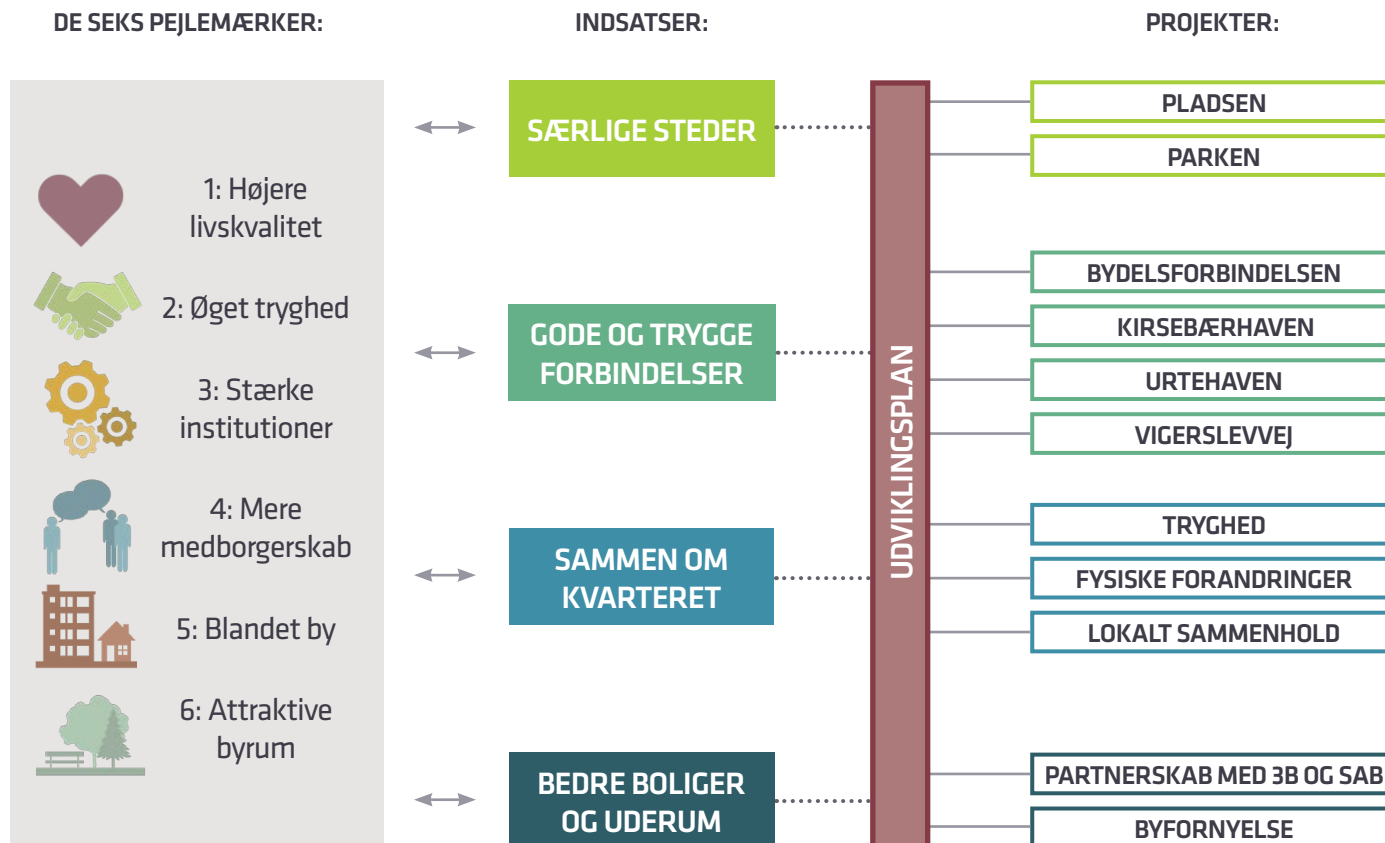 DE SEKS PEJLEMÆRKER:
1: Højere
livskvalitet
2: Øget tryghed
3: Stærke
institutioner
4: Mere
medborgerskab
5: Blandet by
6: Attraktive
byrum
INDSATSER:
SÆRLIGE STEDER
GODE OG TRYGGE
FORBINDELSER
SAMMEN OM
KVARTERET
BEDRE BOLIGER
OG UDERUM
UDVIKLINGSPLAN
PROJEKTER:
PLADSEN
PARKEN
BYDELSFORBINDELSEN
KIRSEBÆRHAVEN
URTEHAVEN
VIGERSLEVVEJ
TRYGHED
FYSISKE FORANDRINGER
LOKALT SAMMENHOLD
PARTNERSKAB MED 3B OG SAB
BYFORNYELSE